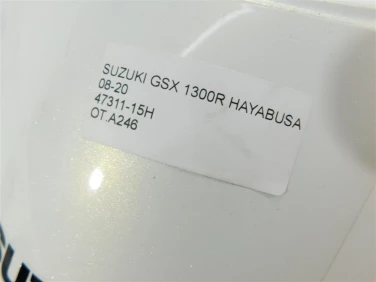 SUZUKI GSX 1300R HAYABUSA
08-20
47311-15H
OT.A246